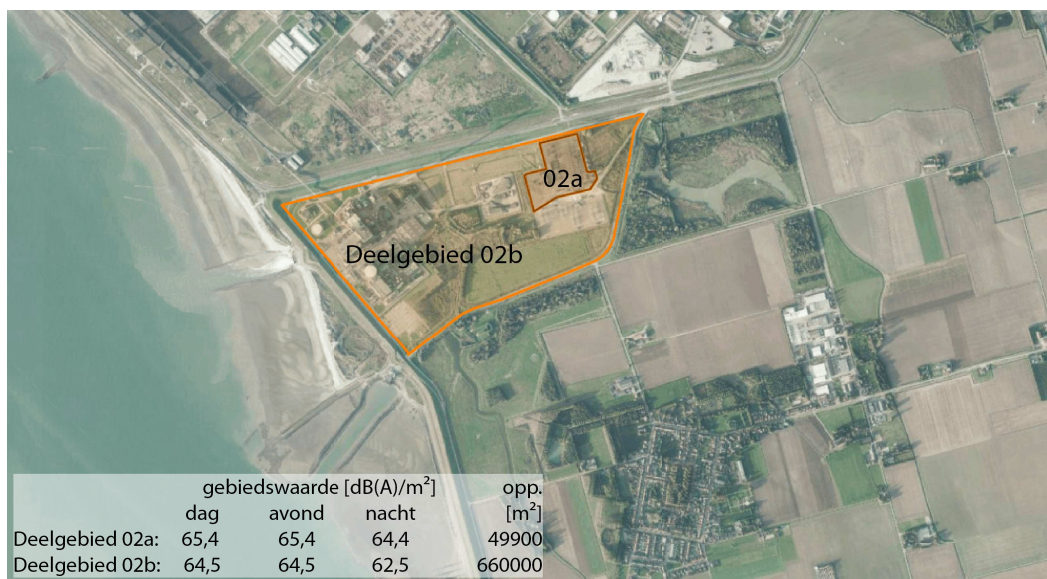 02a
Deelgebied 02b
gebiedswaarde [dB(A)/m²] opp.
dag avond nacht [m²]
Deelgebied 02a: 65,4 65,4 64,4 49900
Deelgebied 02b: 64,5 64,5 62,5 660000